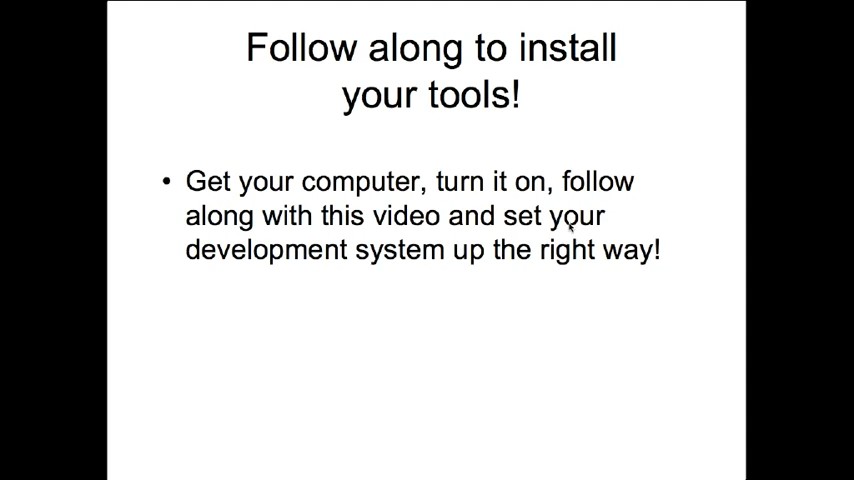 Follow along to install
your tools!
• Get your computer, turn it on, follow
along with this video and set your
development system up the right way!